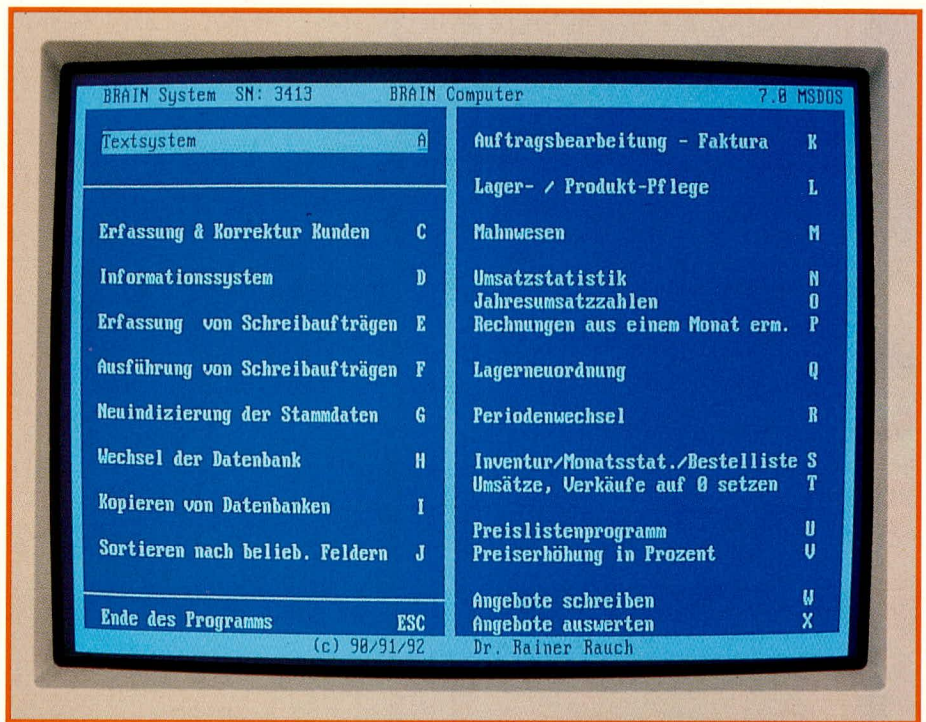 BRAIN System SN: 3413 BRAIN Computer 7.0 MSDOS
Textsystem A
Erfassung & Korrektur Kunden C
Informationssystem D
Erfassung von Schreibaufträgen E
Ausführung von Schreibaufträgen F
Neuindizierung der Stammdaten G
Wechsel der Datenbank H
Kopieren von Datenbanken I
Sortieren nach belieb. Feldern J
Ende des Programms ESC
Auftragsbearbeitung - Faktura K
Lager- / Produkt-Pflege L
Mahnwesen M
Umsatzstatistik N
Jahresumsatzzahlen O
Rechnungen aus einem Monat erm. P
Lagerneuordnung Q
Periodenwechsel R
Inventur/Monatsstat./Bestelliste S
Umsätze, Verkäufe auf 0 setzen T
Preislistenprogramm U
Preiserhöhung in Prozent V
Angebote schreiben W
Angebote auswerten X
(c) 90/91/92 Dr. Rainer Rauch